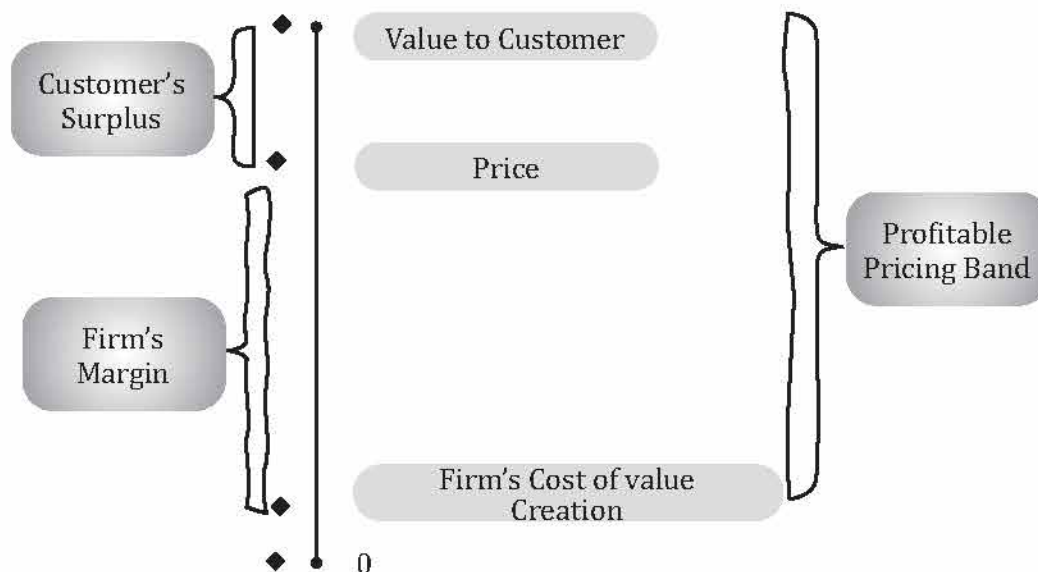 Value to Customer
Customer's
Surplus
Price
Profitable
Pricing Band
Firm's
Margin
Firm's Cost of value
Creation
0